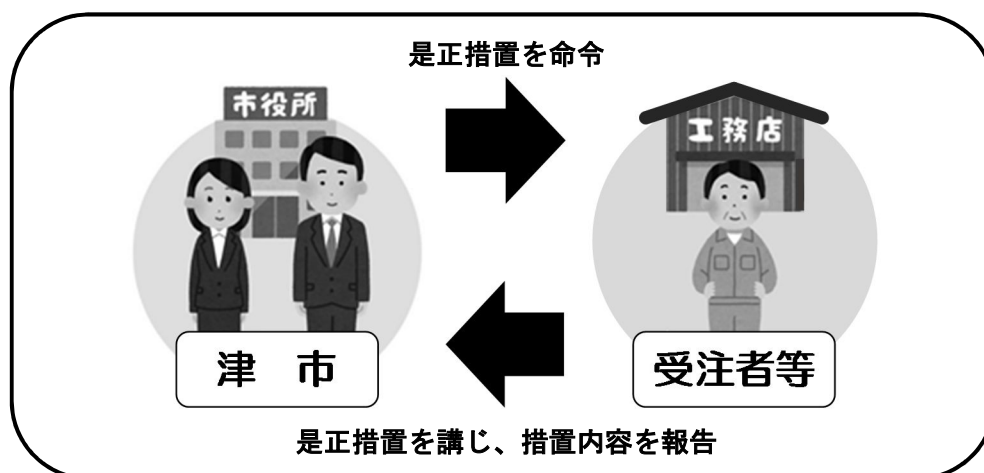 是正措置を命令
市役所
工務店
津 市
受注者等
是正措置を講じ、措置内容を報告